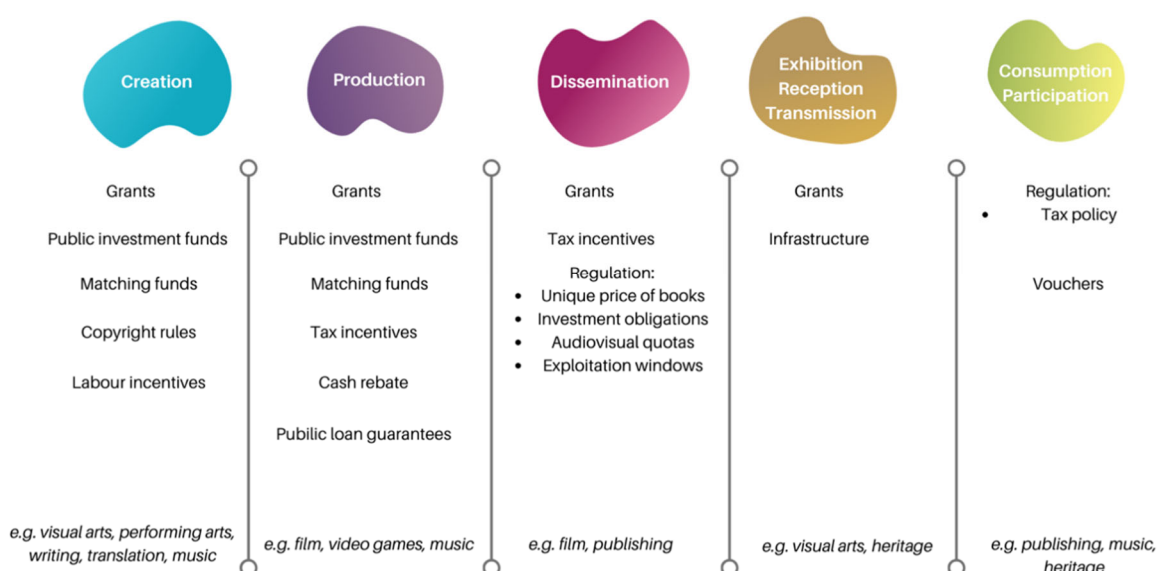 Creation
Grants
Public investment funds
Matching funds
Copyright rules
Labour incentives
e.g. visual arts, performing arts,
writing, translation, music
Production
Grants
Public investment funds
Matching funds
Tax incentives
Cash rebate
Pubilic loan guarantees
e.g. film, video games, music
Dissemination
Grants
Tax incentives
Regulation:
• Unique price of books
• Investment obligations
• Audiovisual quotas
• Exploitation windows
e.g. film, publishing
Exhibition
Reception
Transmission
Grants
Infrastructure
e.g. visual arts, heritage
Consumption
Participation
Regulation:
• Tax policy
Vouchers
e.g. publishing, music,
heritage